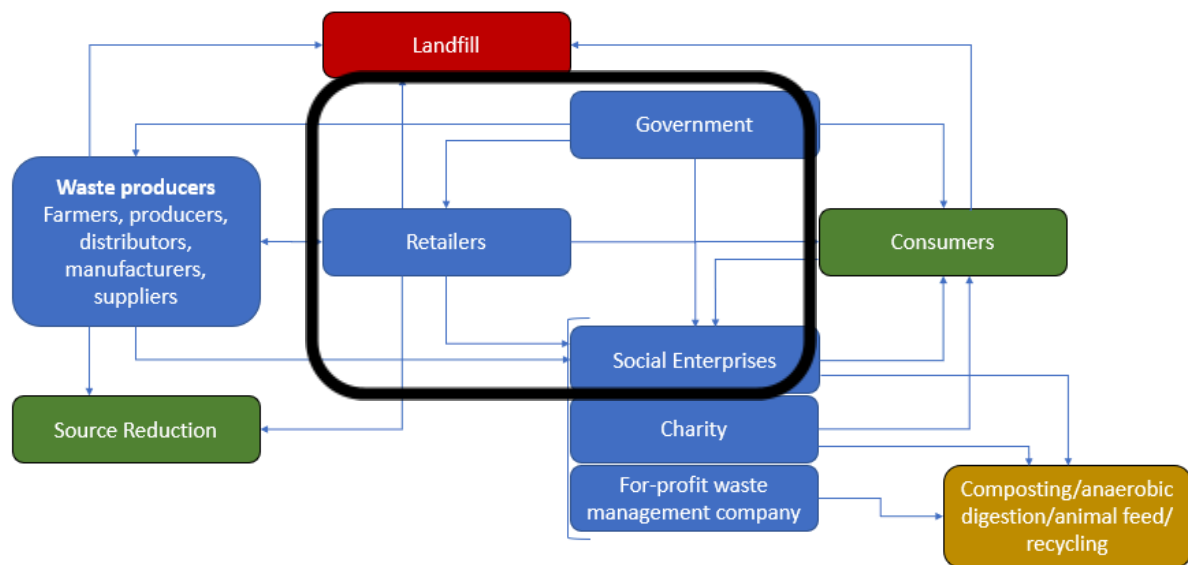 Landfill
Government
Waste producers
Farmers, producers,
distributors,
manufacturers,
suppliers
Retailers
Consumers
Social Enterprises
Source Reduction
Charity
For-profit waste
management company
Composting/anaerobic
digestion/animal feed/
recycling